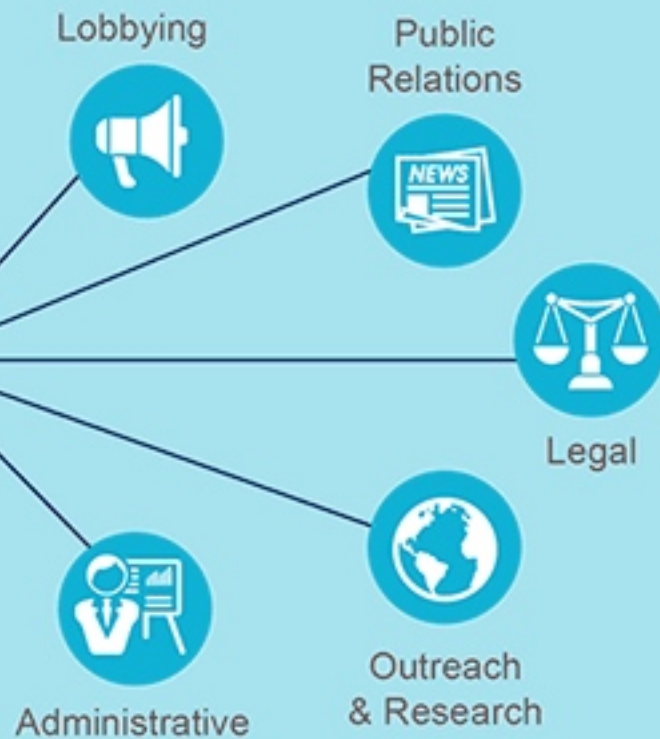 Lobbying
Public
Relations
NEWS
Legal
Outreach
& Research
Administrative